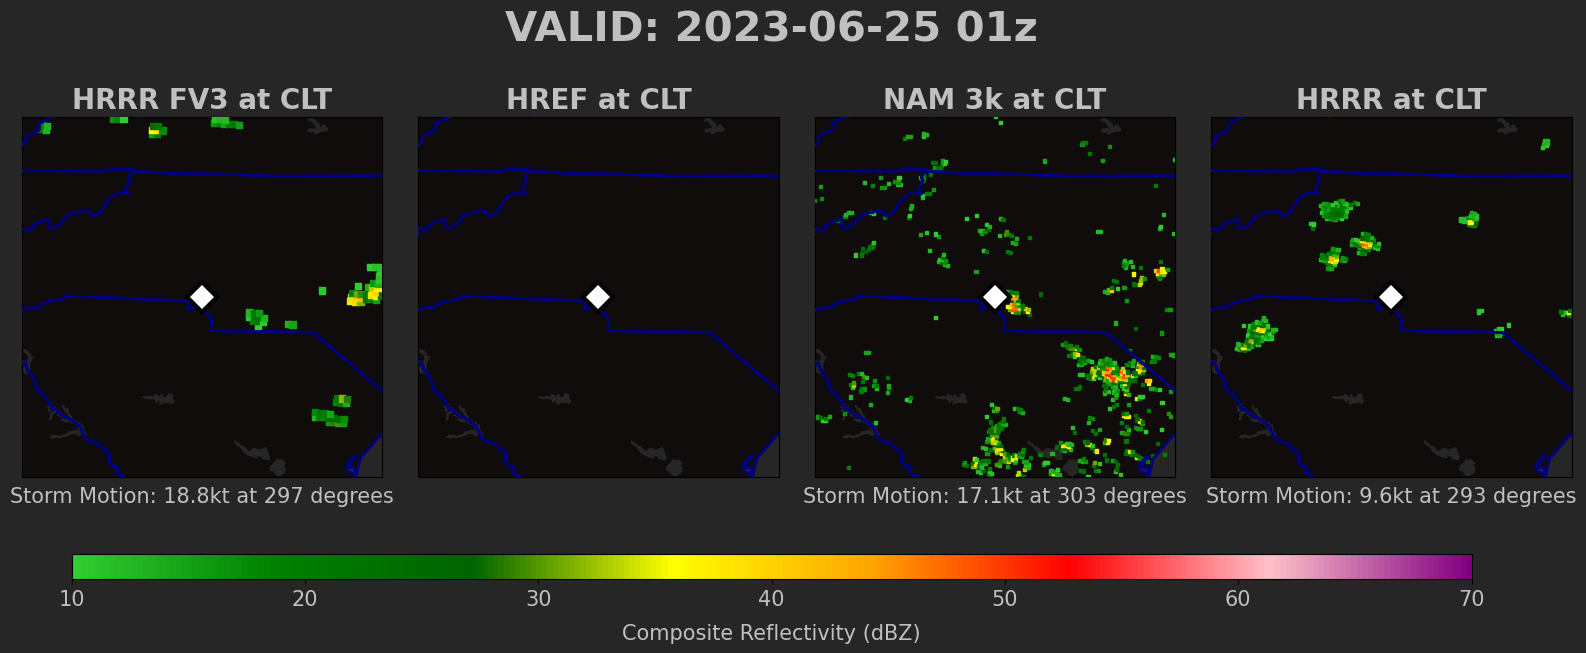 VALID: 2023-06-25 01z
HRRR FV3 at CLT
HREF at CLT
NAM 3k at CLT
HRRR at CLT
Storm Motion: 18.8kt at 297 degrees
Storm Motion: 17.1kt at 303 degrees
Storm Motion: 9.6kt at 293 degrees
10 20 30 40 50 60 70
Composite Reflectivity (dBZ)